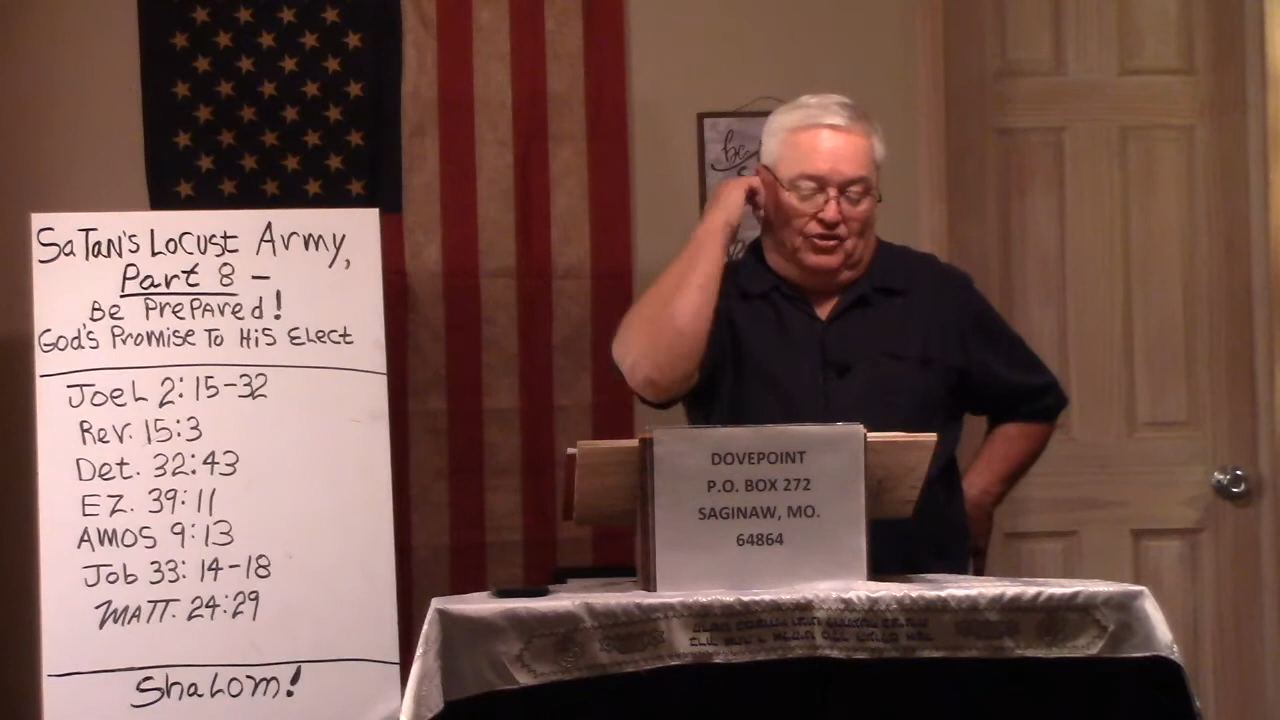 SaTan's Locust Army,
Part 8 –
Be Prepared!
God's Promise To His Elect
Joel 2:15-32
Rev. 15:3
Det. 32:43
EZ. 39:11
AMOS 9:13
Job 33:14-18
MATT. 24:29
Shalom!
be
DOVEPOINT
P.O. BOX 272
SAGINAW, MO.
64864